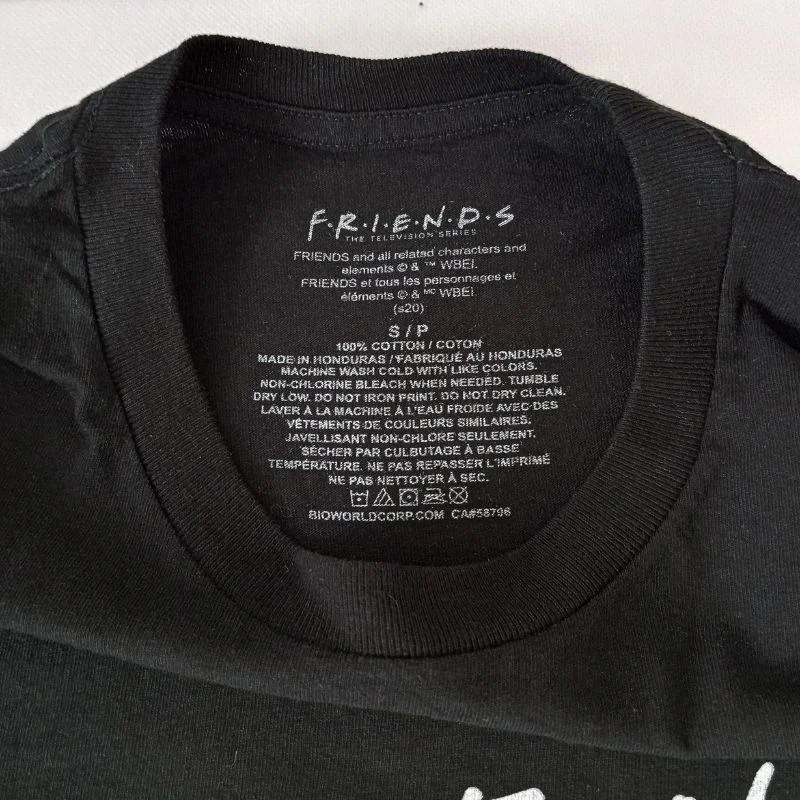 F·R·I·E·N·D·S
THE TELEVISION SERIES
FRIENDS and all related characters and
elements © & ™ WBEI.
FRIENDS et tous les personnages et
éléments © & MC WBEI.
(s20)
S / P
100% COTTON / COTON
MADE IN HONDURAS / FABRIQUÉ AU HONDURAS
MACHINE WASH COLD WITH LIKE COLORS.
NON-CHLORINE BLEACH WHEN NEEDED. TUMBLE
DRY LOW. DO NOT IRON PRINT. DO NOT DRY CLEAN.
LAVER À LA MACHINE À L'EAU FROIDE AVEC DES
VÊTEMENTS DE COULEURS SIMILAIRES.
JAVELLISANT NON-CHLORE SEULEMENT.
SÉCHER PAR CULBUTAGE À BASSE
TEMPÉRATURE. NE PAS REPASSER L'IMPRIMÉ
NE PAS NETTOYER À SEC.
BIOWORLDCORP.COM CA#58796